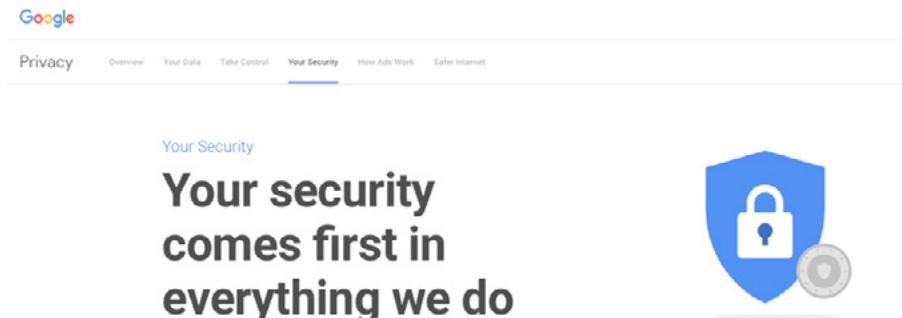 Google
Privacy Overview Your Data Take Control Your Security How Ads Work Safer Internet
Your Security
Your security
comes first in
everything we do